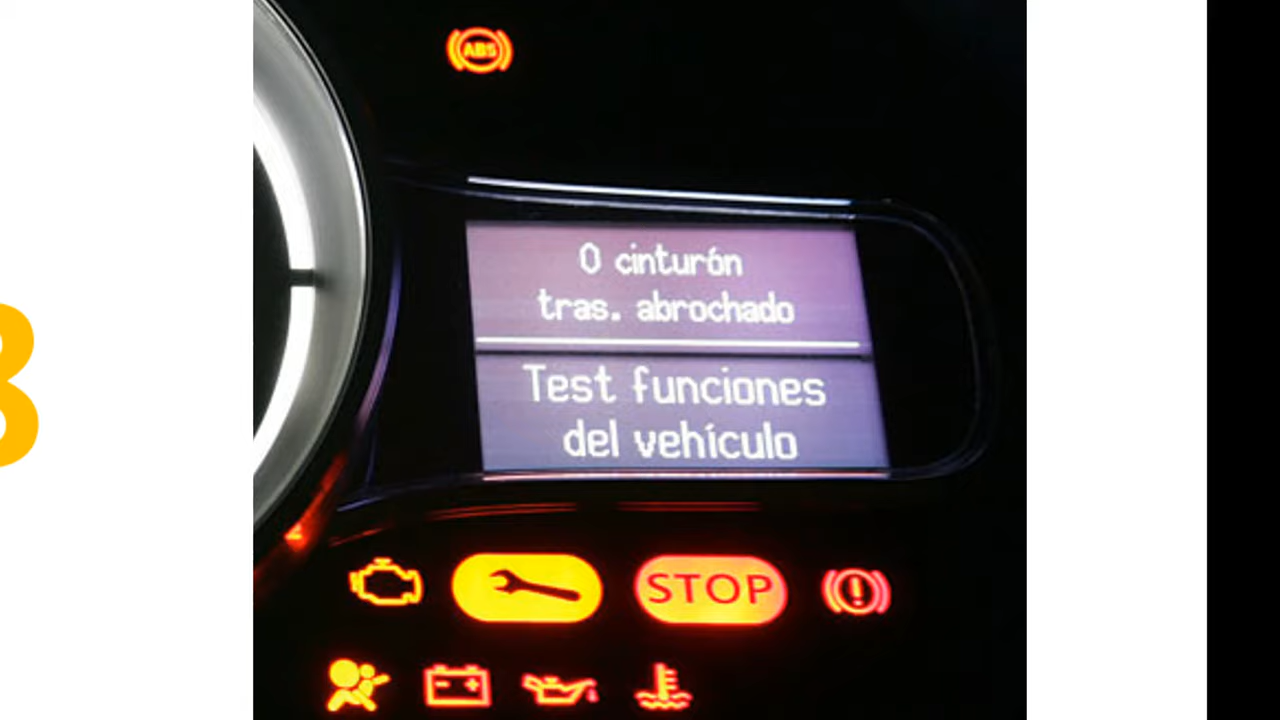 ABS
0 cinturón
tras. abrochado
Test funciones
del vehículo
STOP